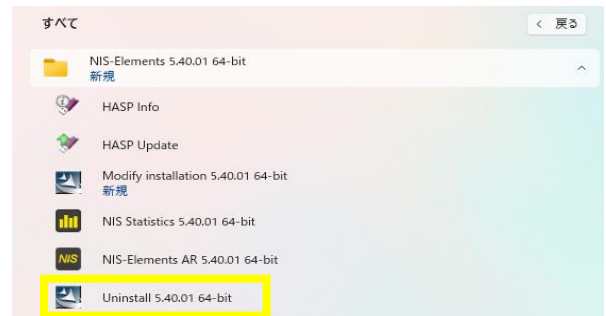 すべて
< 戻る
NIS-Elements 5.40.01 64-bit
新規
HASP Info
HASP Update
Modify installation 5.40.01 64-bit
新規
NIS Statistics 5.40.01 64-bit
NIS
NIS-Elements AR 5.40.01 64-bit
Uninstall 5.40.01 64-bit